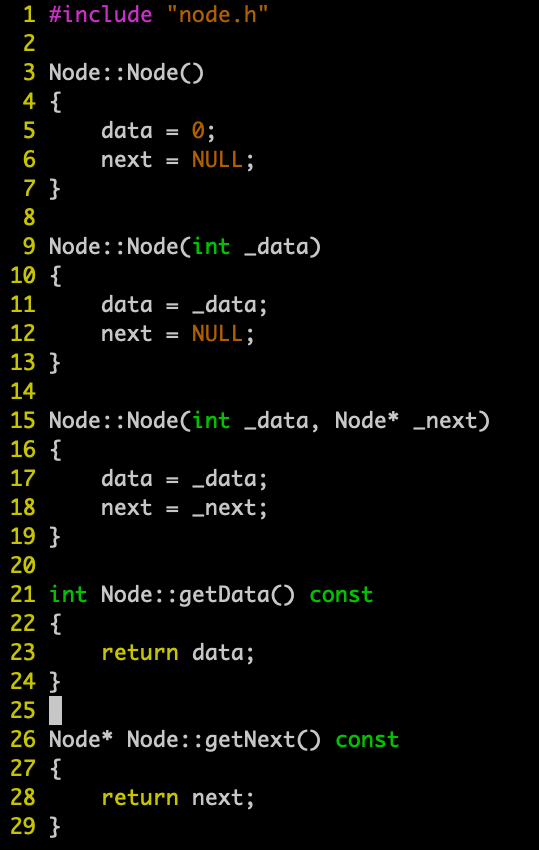 1 #include "node.h"
2
3 Node::Node()
4 {
5     data = 0;
6     next = NULL;
7 }
8
9 Node::Node(int _data)
10 {
11     data = _data;
12     next = NULL;
13 }
14
15 Node::Node(int _data, Node* _next)
16 {
17     data = _data;
18     next = _next;
19 }
20
21 int Node::getData() const
22 {
23     return data;
24 }
25
26 Node* Node::getNext() const
27 {
28     return next;
29 }